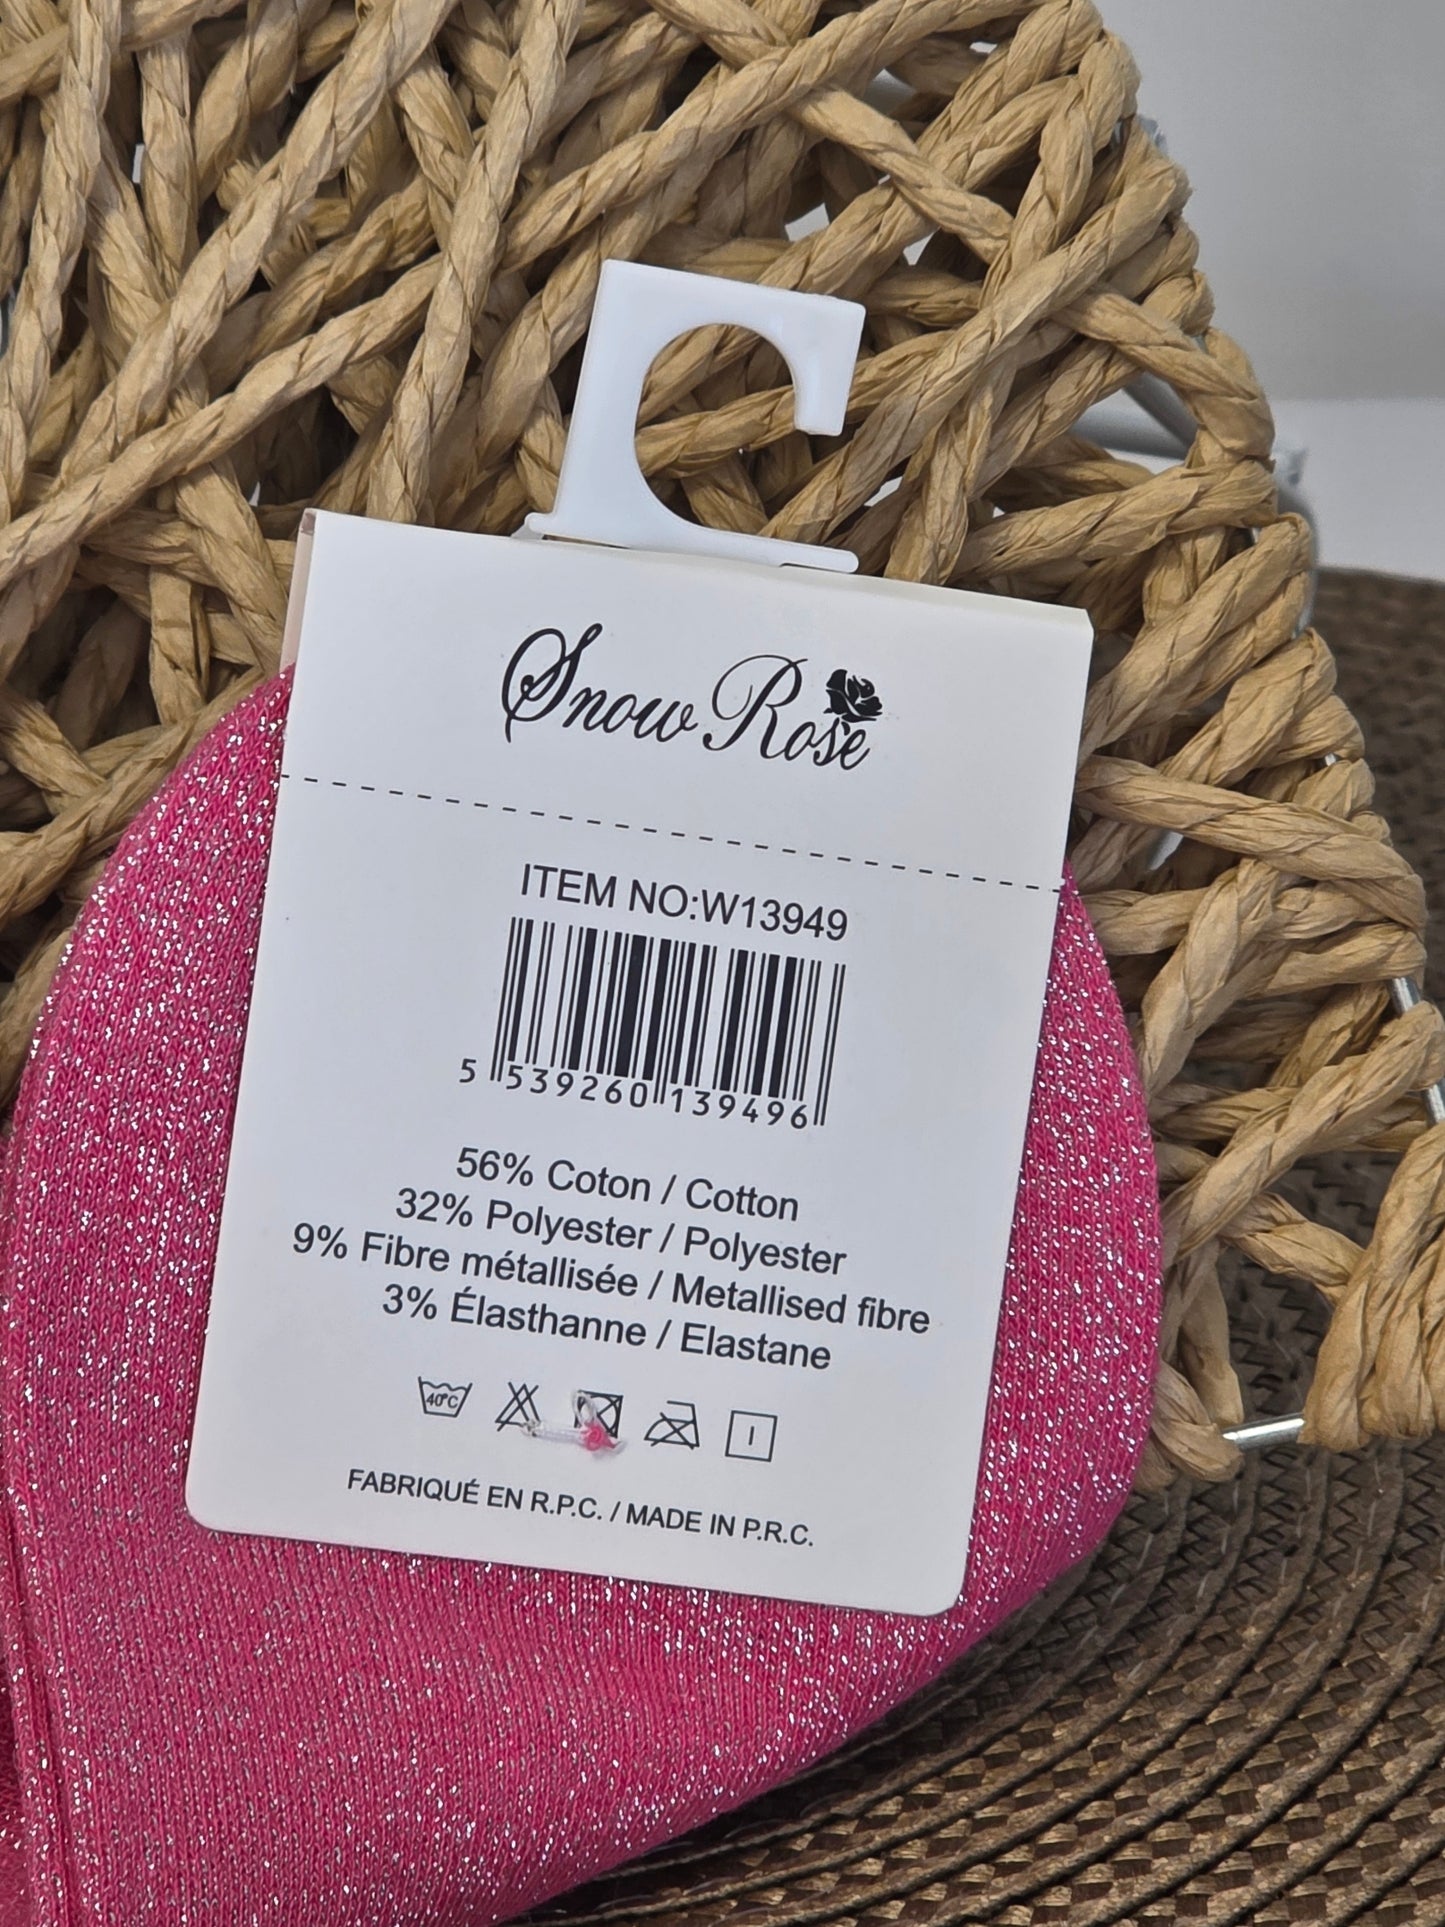 Snow Rose
ITEM NO:W13949
5 539260 139496
56% Coton / Cotton
32% Polyester / Polyester
9% Fibre métallisée / Metallised fibre
3% Élasthanne / Elastane
40°C
FABRIQUÉ EN R.P.C. / MADE IN P.R.C.